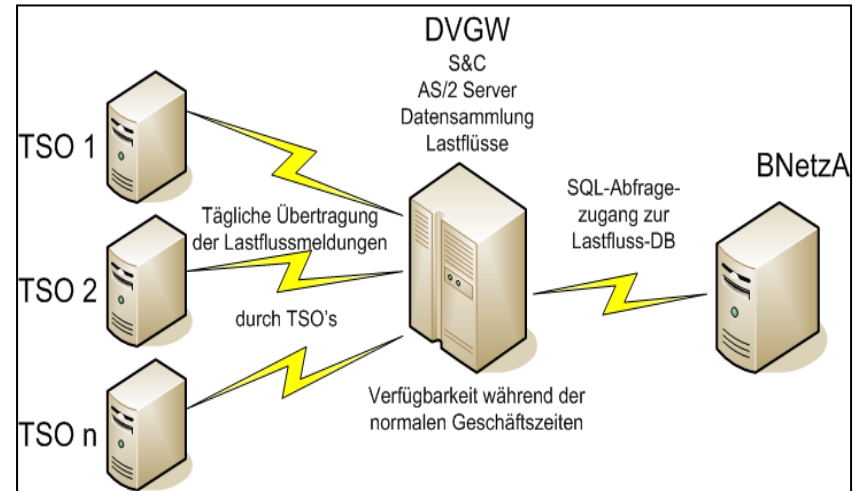 DVGW
S&C
AS/2 Server
Datensammlung
Lastflüsse
TSO 1
TSO 2
TSO n
Tägliche Übertragung
der Lastflussmeldungen
durch TSO's
Verfügbarkeit während der
normalen Geschäftszeiten
SQL-Abfrage-
zugang zur
Lastfluss-DB
BNetzA